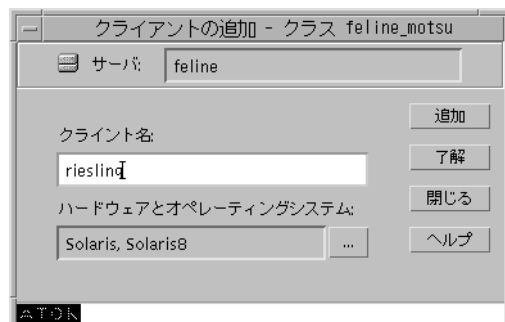 クライアントの追加 - クラス feline_motsu
サーバ: feline
追加
クライント名:
riesling
了解
閉じる
ハードウェアとオペレーティングシステム:
Solaris, Solaris8
...
ヘルプ
ATOK